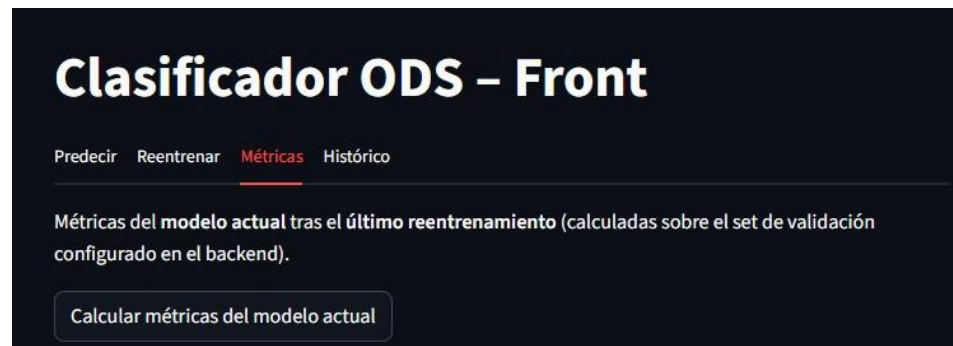 Clasificador ODS – Front
Predecir Reentrenar Métricas Histórico
Métricas del modelo actual tras el último reentrenamiento (calculadas sobre el set de validación
configurado en el backend).
Calcular métricas del modelo actual